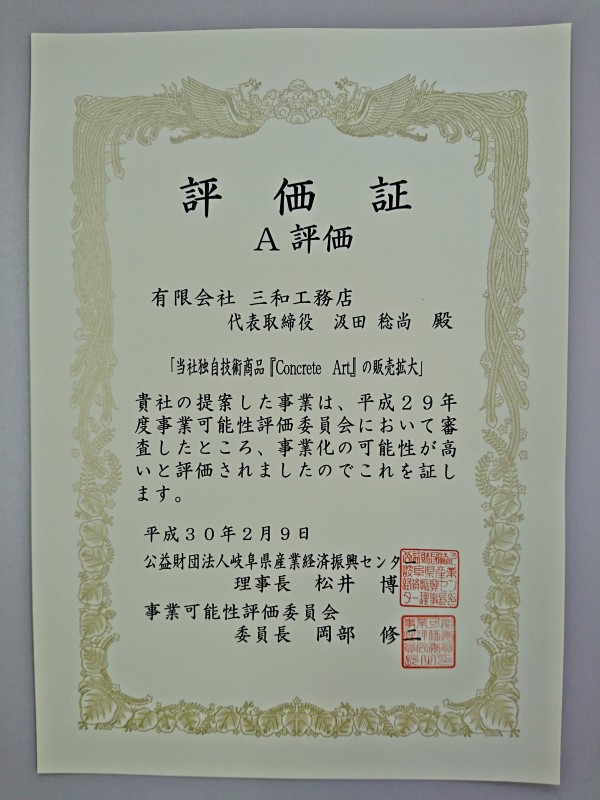 評価証
A評価
有限会社 三和工務店
代表取締役 汲田 稔尚 殿
「当社独自技術商品『Concrete Art』の販売拡大」
貴社の提案した事業は、平成29年
度事業可能性評価委員会において審
査したところ、事業化の可能性が高
いと評価されましたのでこれを証し
ます。
平成30年2月9日
公益財団法人岐阜県産業経済振興センター
理事長 松井 博
事業可能性評価委員会
委員長 岡部 修二